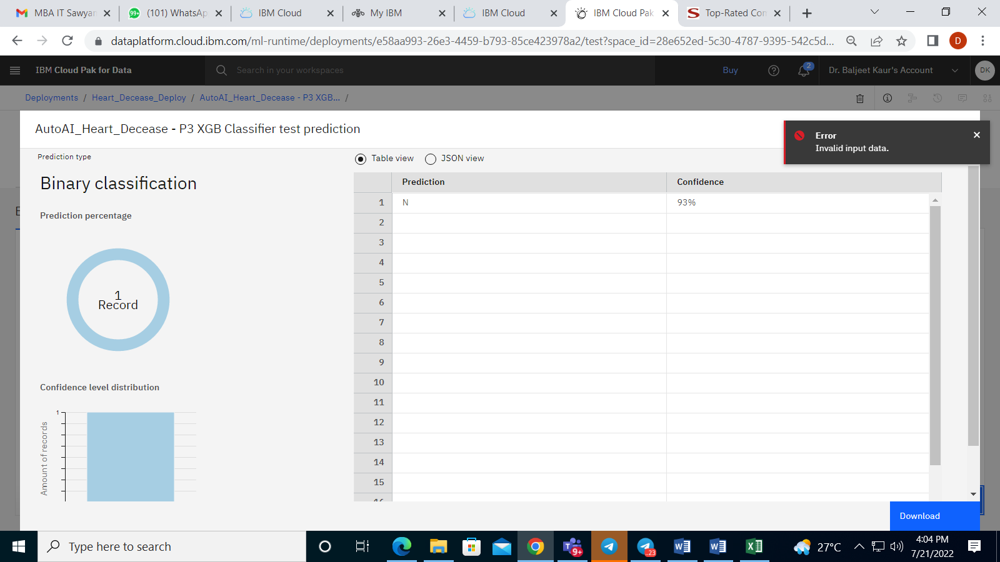 MBA IT Sawyan
99+ (101) WhatsAp
IBM Cloud
My IBM
IBM Cloud
IBM Cloud Pak
S Top-Rated Con
dataplatform.cloud.ibm.com/ml-runtime/deployments/e58aa993-26e3-4459-b793-85ce423978a2/test?space_id=28e652ed-5c30-4787-9395-542c5d...
D
IBM Cloud Pak for Data
Search in your workspaces
Buy
2
Dr. Baljeet Kaur's Account
DK
Deployments / Heart_Decease_Deploy / AutoAI_Heart_Decease - P3 XGB... /
AutoAI_Heart_Decease - P3 XGB Classifier test prediction
Error
Invalid input data.
Prediction type
Binary classification
Prediction percentage
1
Record
Confidence level distribution
1
Amount of records
Table view
JSON view
Prediction Confidence
1 N 93%
2
3
4
5
6
7
8
9
10
11
12
13
14
15
16
Download
Type here to search
9+
23
27°C
4:04 PM
7/21/2022